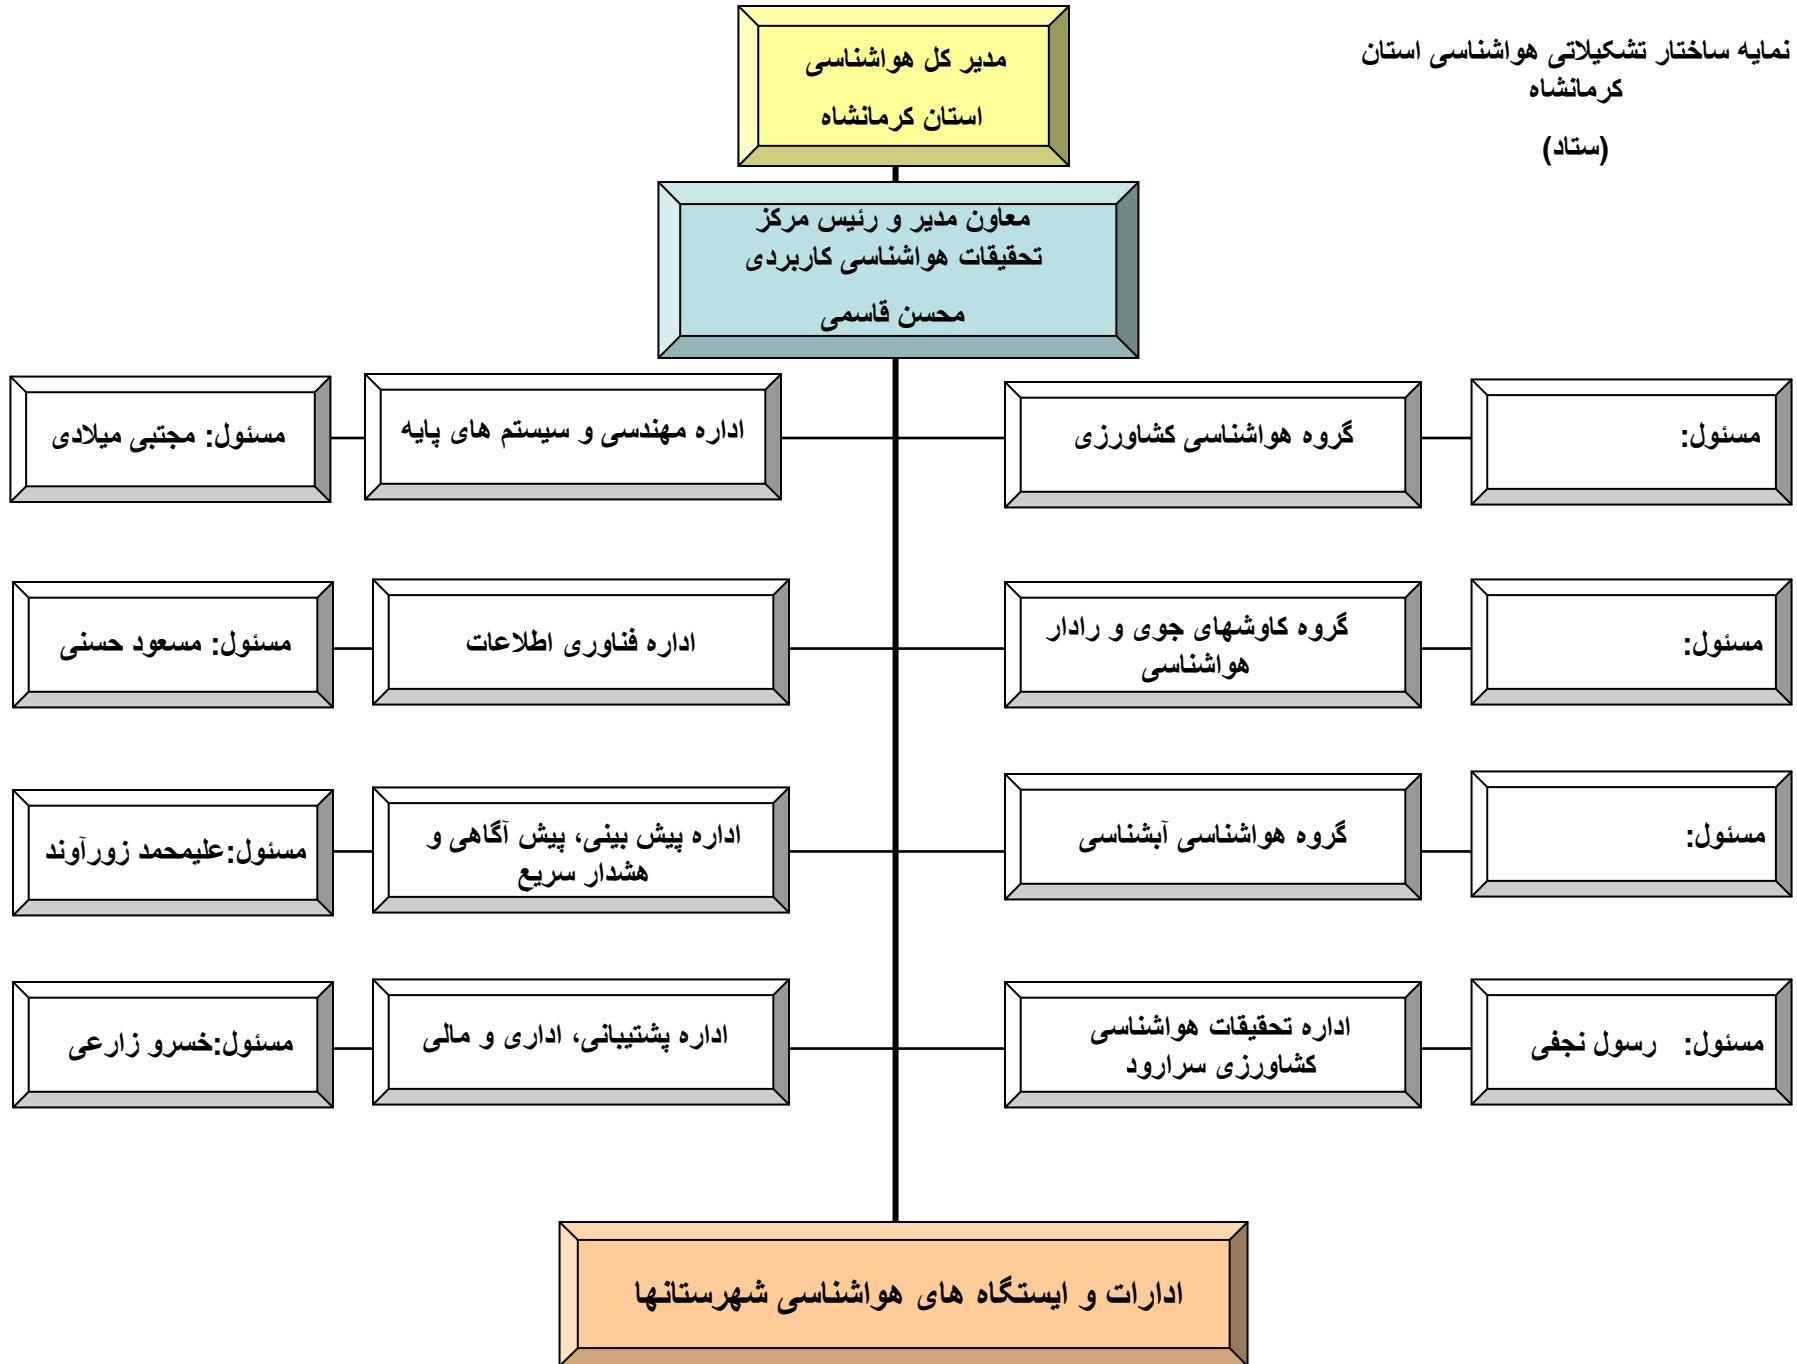 نمایه ساختار تشکیلاتی هواشناسی استان
کرمانشاه
(ستاد)
مدیر کل هواشناسی
استان کرمانشاه
معاون مدیر و رئیس مرکز
تحقیقات هواشناسی کاربردی
محسن قاسمی
مسئول:
گروه هواشناسی کشاورزی
اداره مهندسی و سیستم های پایه
مسئول: مجتبی میلادی
مسئول:
گروه کاوشهای جوی و رادار
هواشناسی
اداره فناوری اطلاعات
مسئول: مسعود حسنی
مسئول:
گروه هواشناسی آبشناسی
اداره پیش بینی، پیش آگاهی و
هشدار سریع
مسئول:علیمحمد زورآوند
مسئول: رسول نجفی
اداره تحقیقات هواشناسی
کشاورزی سرارود
اداره پشتیبانی، اداری و مالی
مسئول:خسرو زارعی
ادارات و ایستگاه های هواشناسی شهرستانها